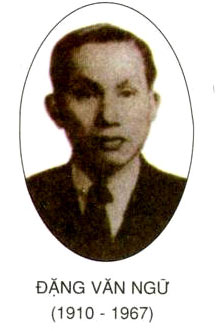 ĐẶNG VĂN NGỮ
(1910 - 1967)